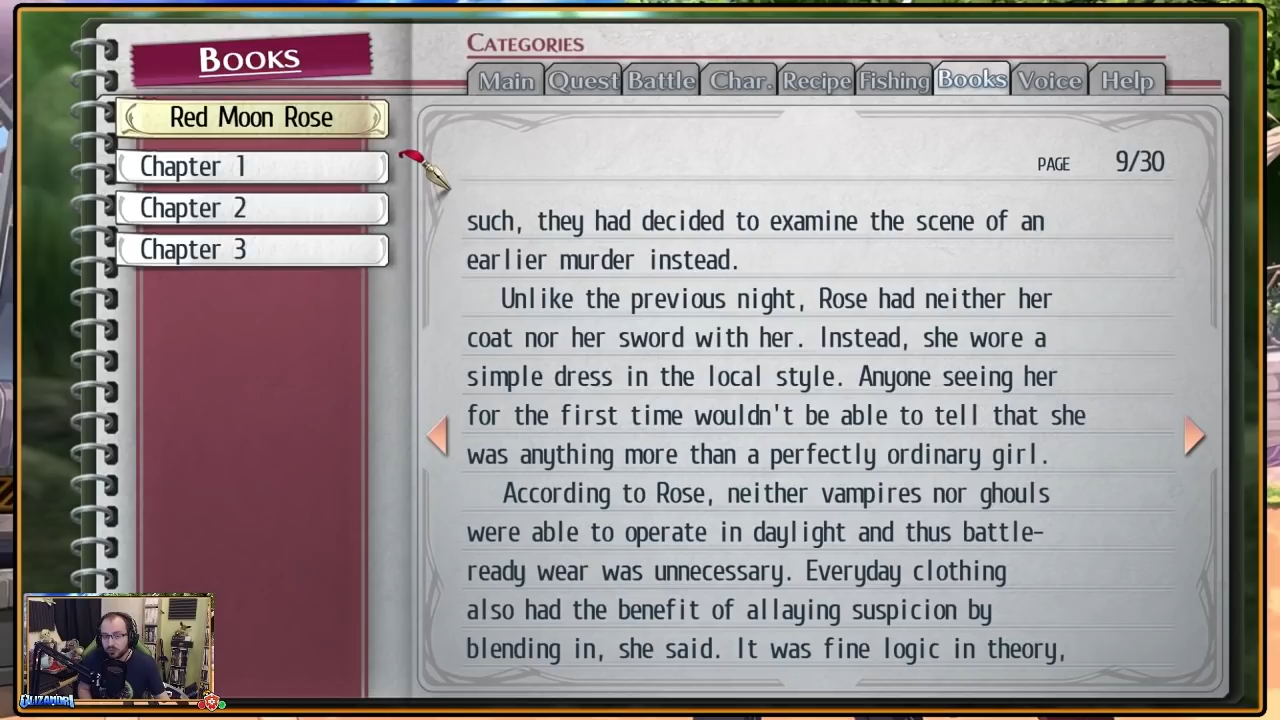 BOOKS
Red Moon Rose
Chapter 1
Chapter 2
Chapter 3
CATEGORIES
Main Quest Battle Char. Recipe Fishing Books Voice Help
PAGE 9/30
such, they had decided to examine the scene of an
earlier murder instead.
Unlike the previous night, Rose had neither her
coat nor her sword with her. Instead, she wore a
simple dress in the local style. Anyone seeing her
for the first time wouldn't be able to tell that she
was anything more than a perfectly ordinary girl.
According to Rose, neither vampires nor ghouls
were able to operate in daylight and thus battle-
ready wear was unnecessary. Everyday clothing
also had the benefit of allaying suspicion by
blending in, she said. It was fine logic in theory,